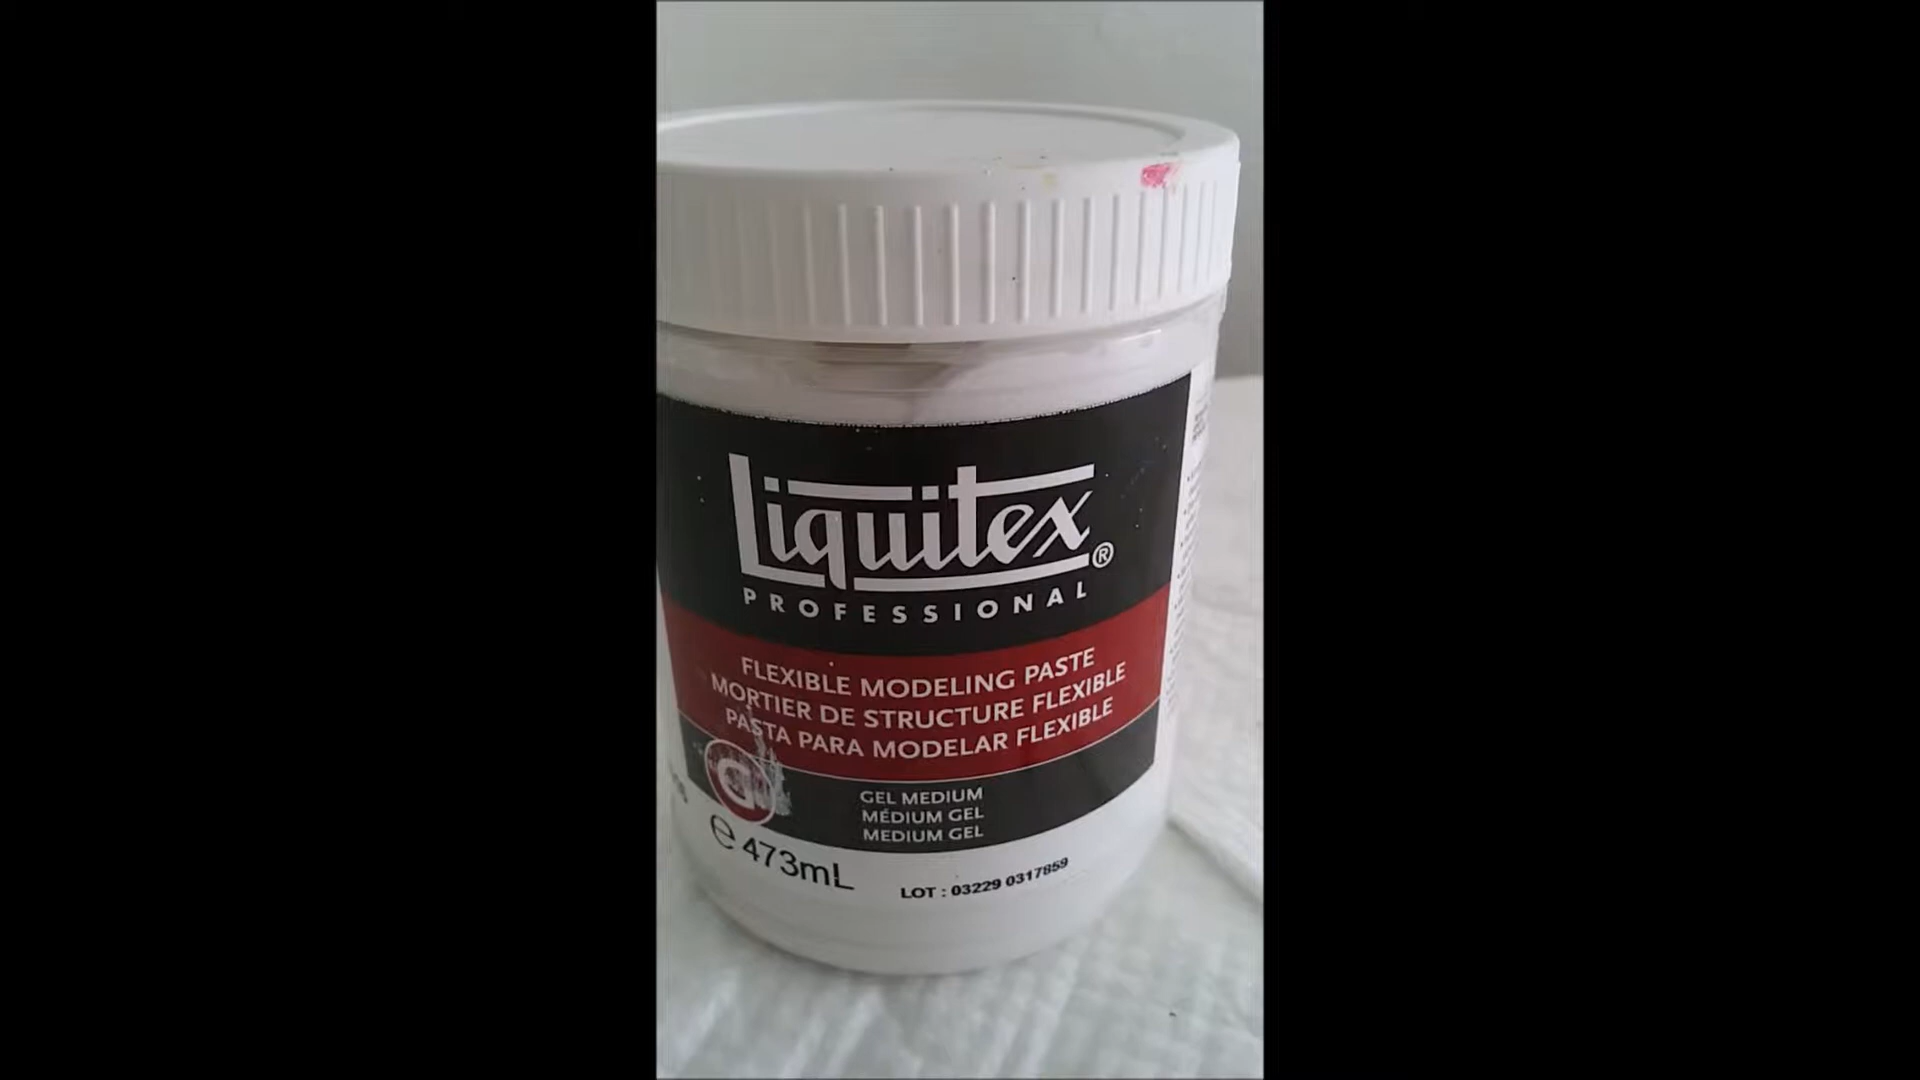 Liquitex®
PROFESSIONAL
FLEXIBLE MODELING PASTE
MORTIER DE STRUCTURE FLEXIBLE
PASTA PARA MODELAR FLEXIBLE
G
GEL MEDIUM
MÉDIUM GEL
MEDIUM GEL
℮ 473mL
LOT : 03229 0317859